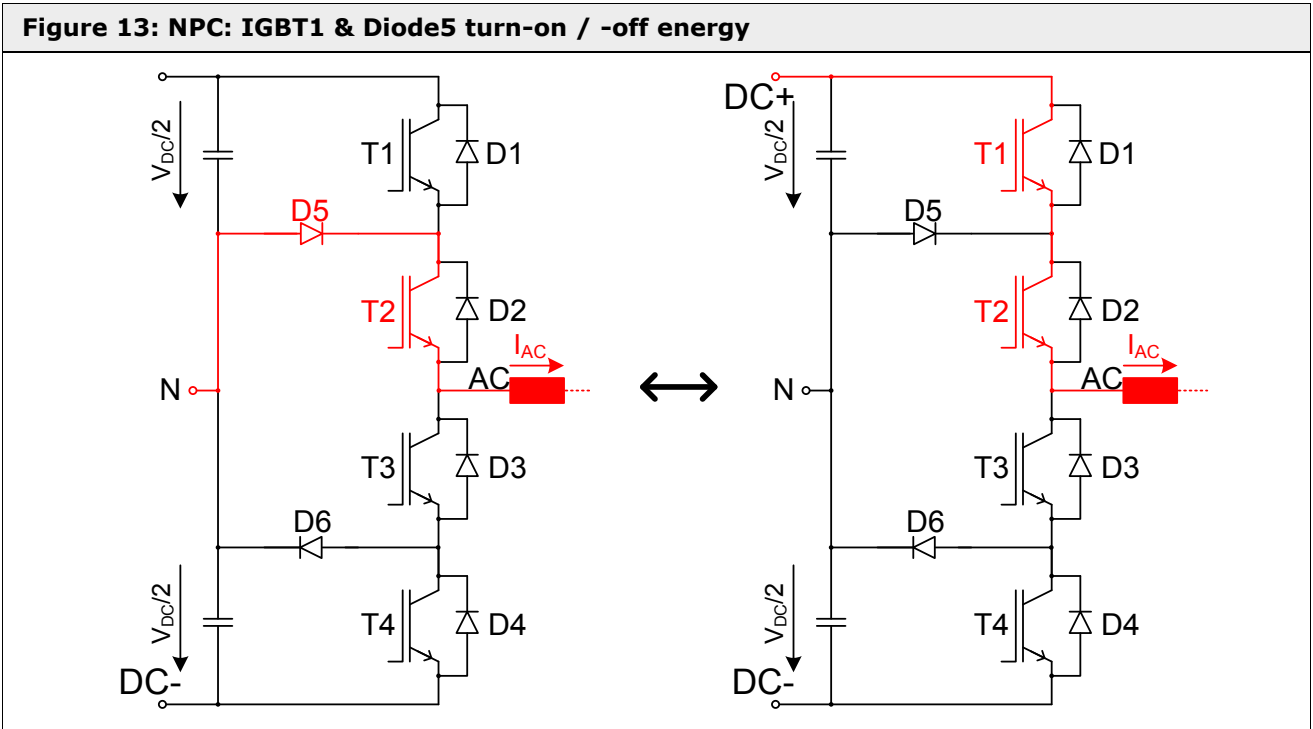 Figure 13: NPC: IGBT1 & Diode5 turn-on / -off energy
VDC/2
T1
D1
D5
T2
D2
IAC
N
AC
T3
D3
D6
VDC/2
T4
D4
DC-
DC+
VDC/2
T1
D1
D5
T2
D2
IAC
N
AC
T3
D3
D6
VDC/2
T4
D4
DC-